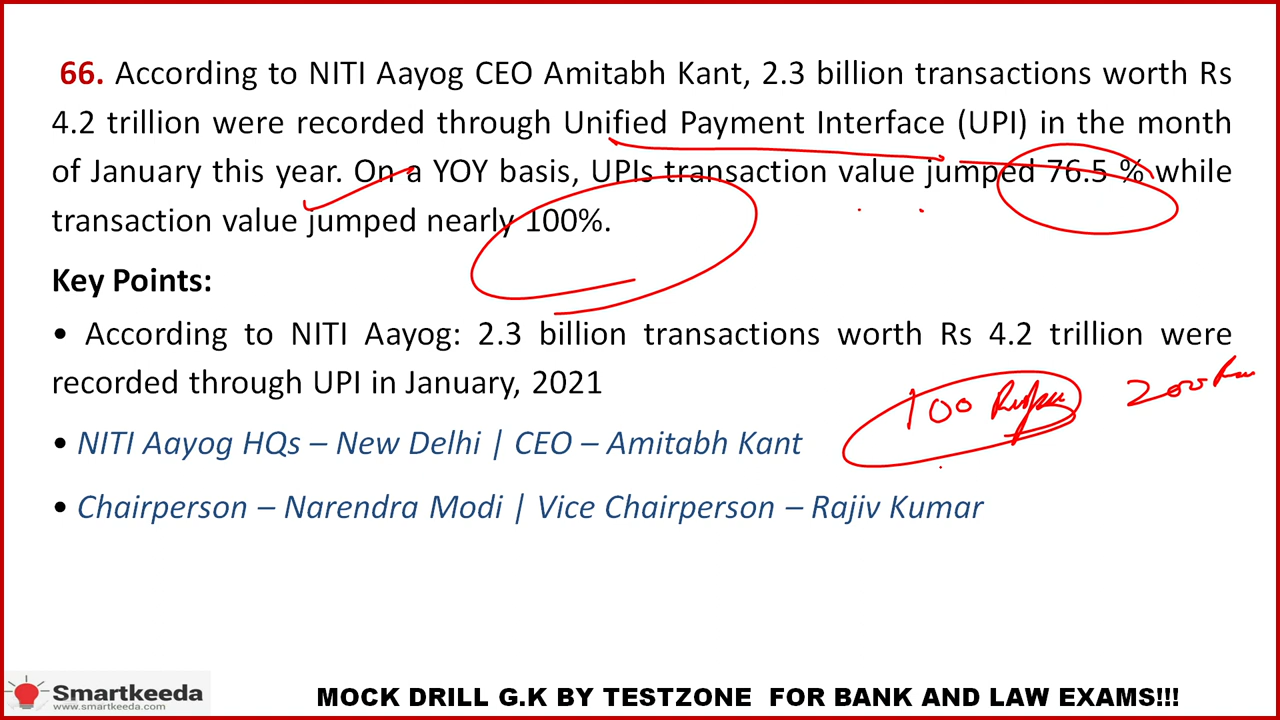 66. According to NITI Aayog CEO Amitabh Kant, 2.3 billion transactions worth Rs
4.2 trillion were recorded through Unified Payment Interface (UPI) in the month
of January this year. On a YOY basis, UPIs transaction value jumped 76.5 % while
transaction value jumped nearly 100%.
Key Points:
• According to NITI Aayog: 2.3 billion transactions worth Rs 4.2 trillion were
recorded through UPI in January, 2021
100
• NITI Aayog HQs – New Delhi | CEO – Amitabh Kant
• Chairperson – Narendra Modi | Vice Chairperson – Rajiv Kumar
Smartkeeda
www.smartkeeda.com
MOCK DRILL G.K BY TESTZONE FOR BANK AND LAW EXAMS!!!